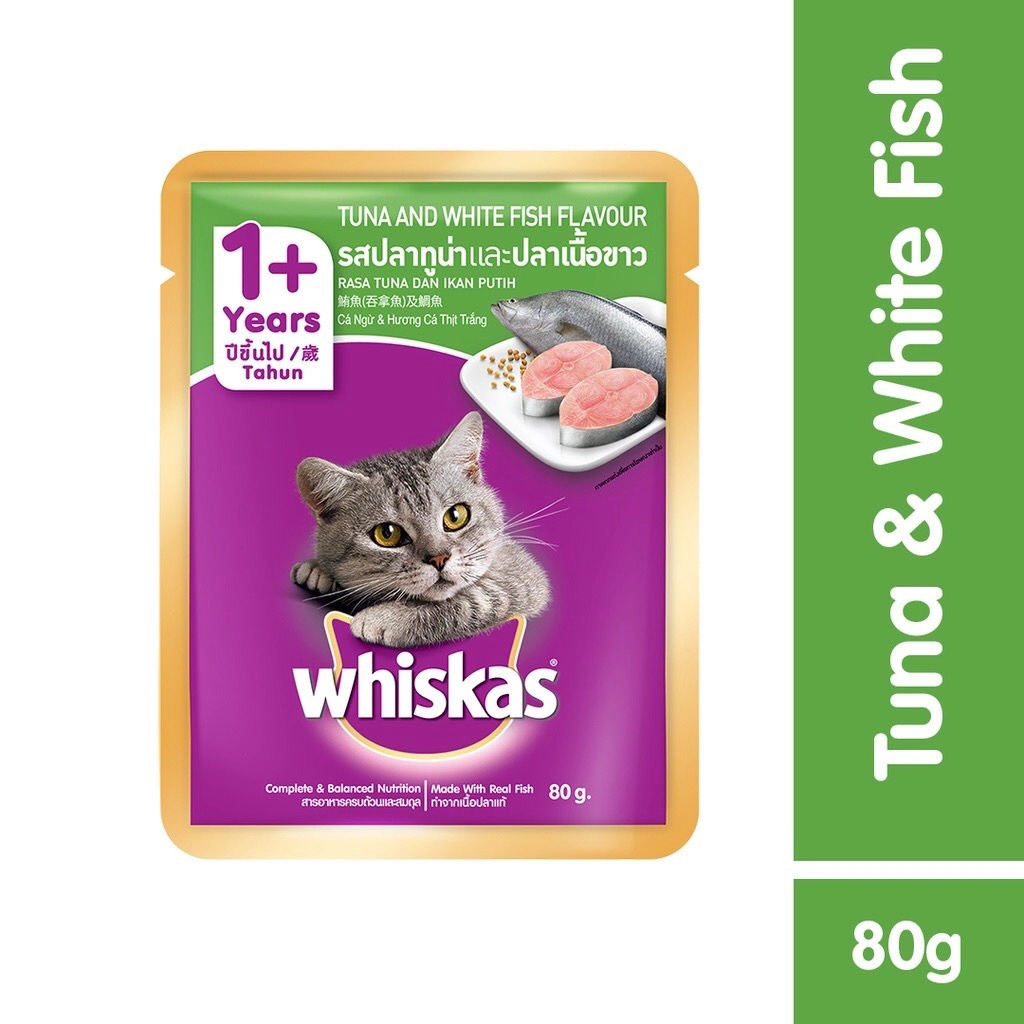 TUNA AND WHITE FISH FLAVOUR
รสปลาทูน่าและปลาเนื้อขาว
RASA TUNA DAN IKAN PUTIH
鮪魚(吞拿魚)及鯛魚
Cá Ngừ & Hương Cá Thịt Trắng
1+
Years
ปีขึ้นไป /歲
Tahun
whiskas®
Complete & Balanced Nutrition
สารอาหารครบถ้วนและสมดุล
Made With Real Fish
ทำจากเนื้อปลาแท้
80 g.
Tuna & White Fish
80g